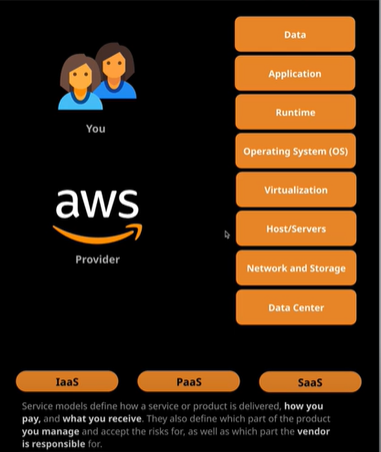 Data
Application
Runtime
Operating System (OS)
Virtualization
Host/Servers
Network and Storage
Data Center
You
aws
Provider
IaaS
PaaS
SaaS
Service models define how a service or product is delivered, how you
pay, and what you receive. They also define which part of the product
you manage and accept the risks for, as well as which part the vendor
is responsible for.